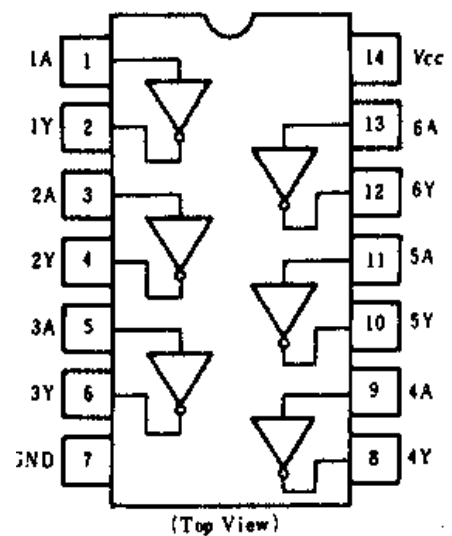 1A 1 14 Vcc
1Y 2 13 6A
2A 3 12 6Y
2Y 4 11 5A
3A 5 10 5Y
3Y 6 9 4A
GND 7 8 4Y
(Top View)